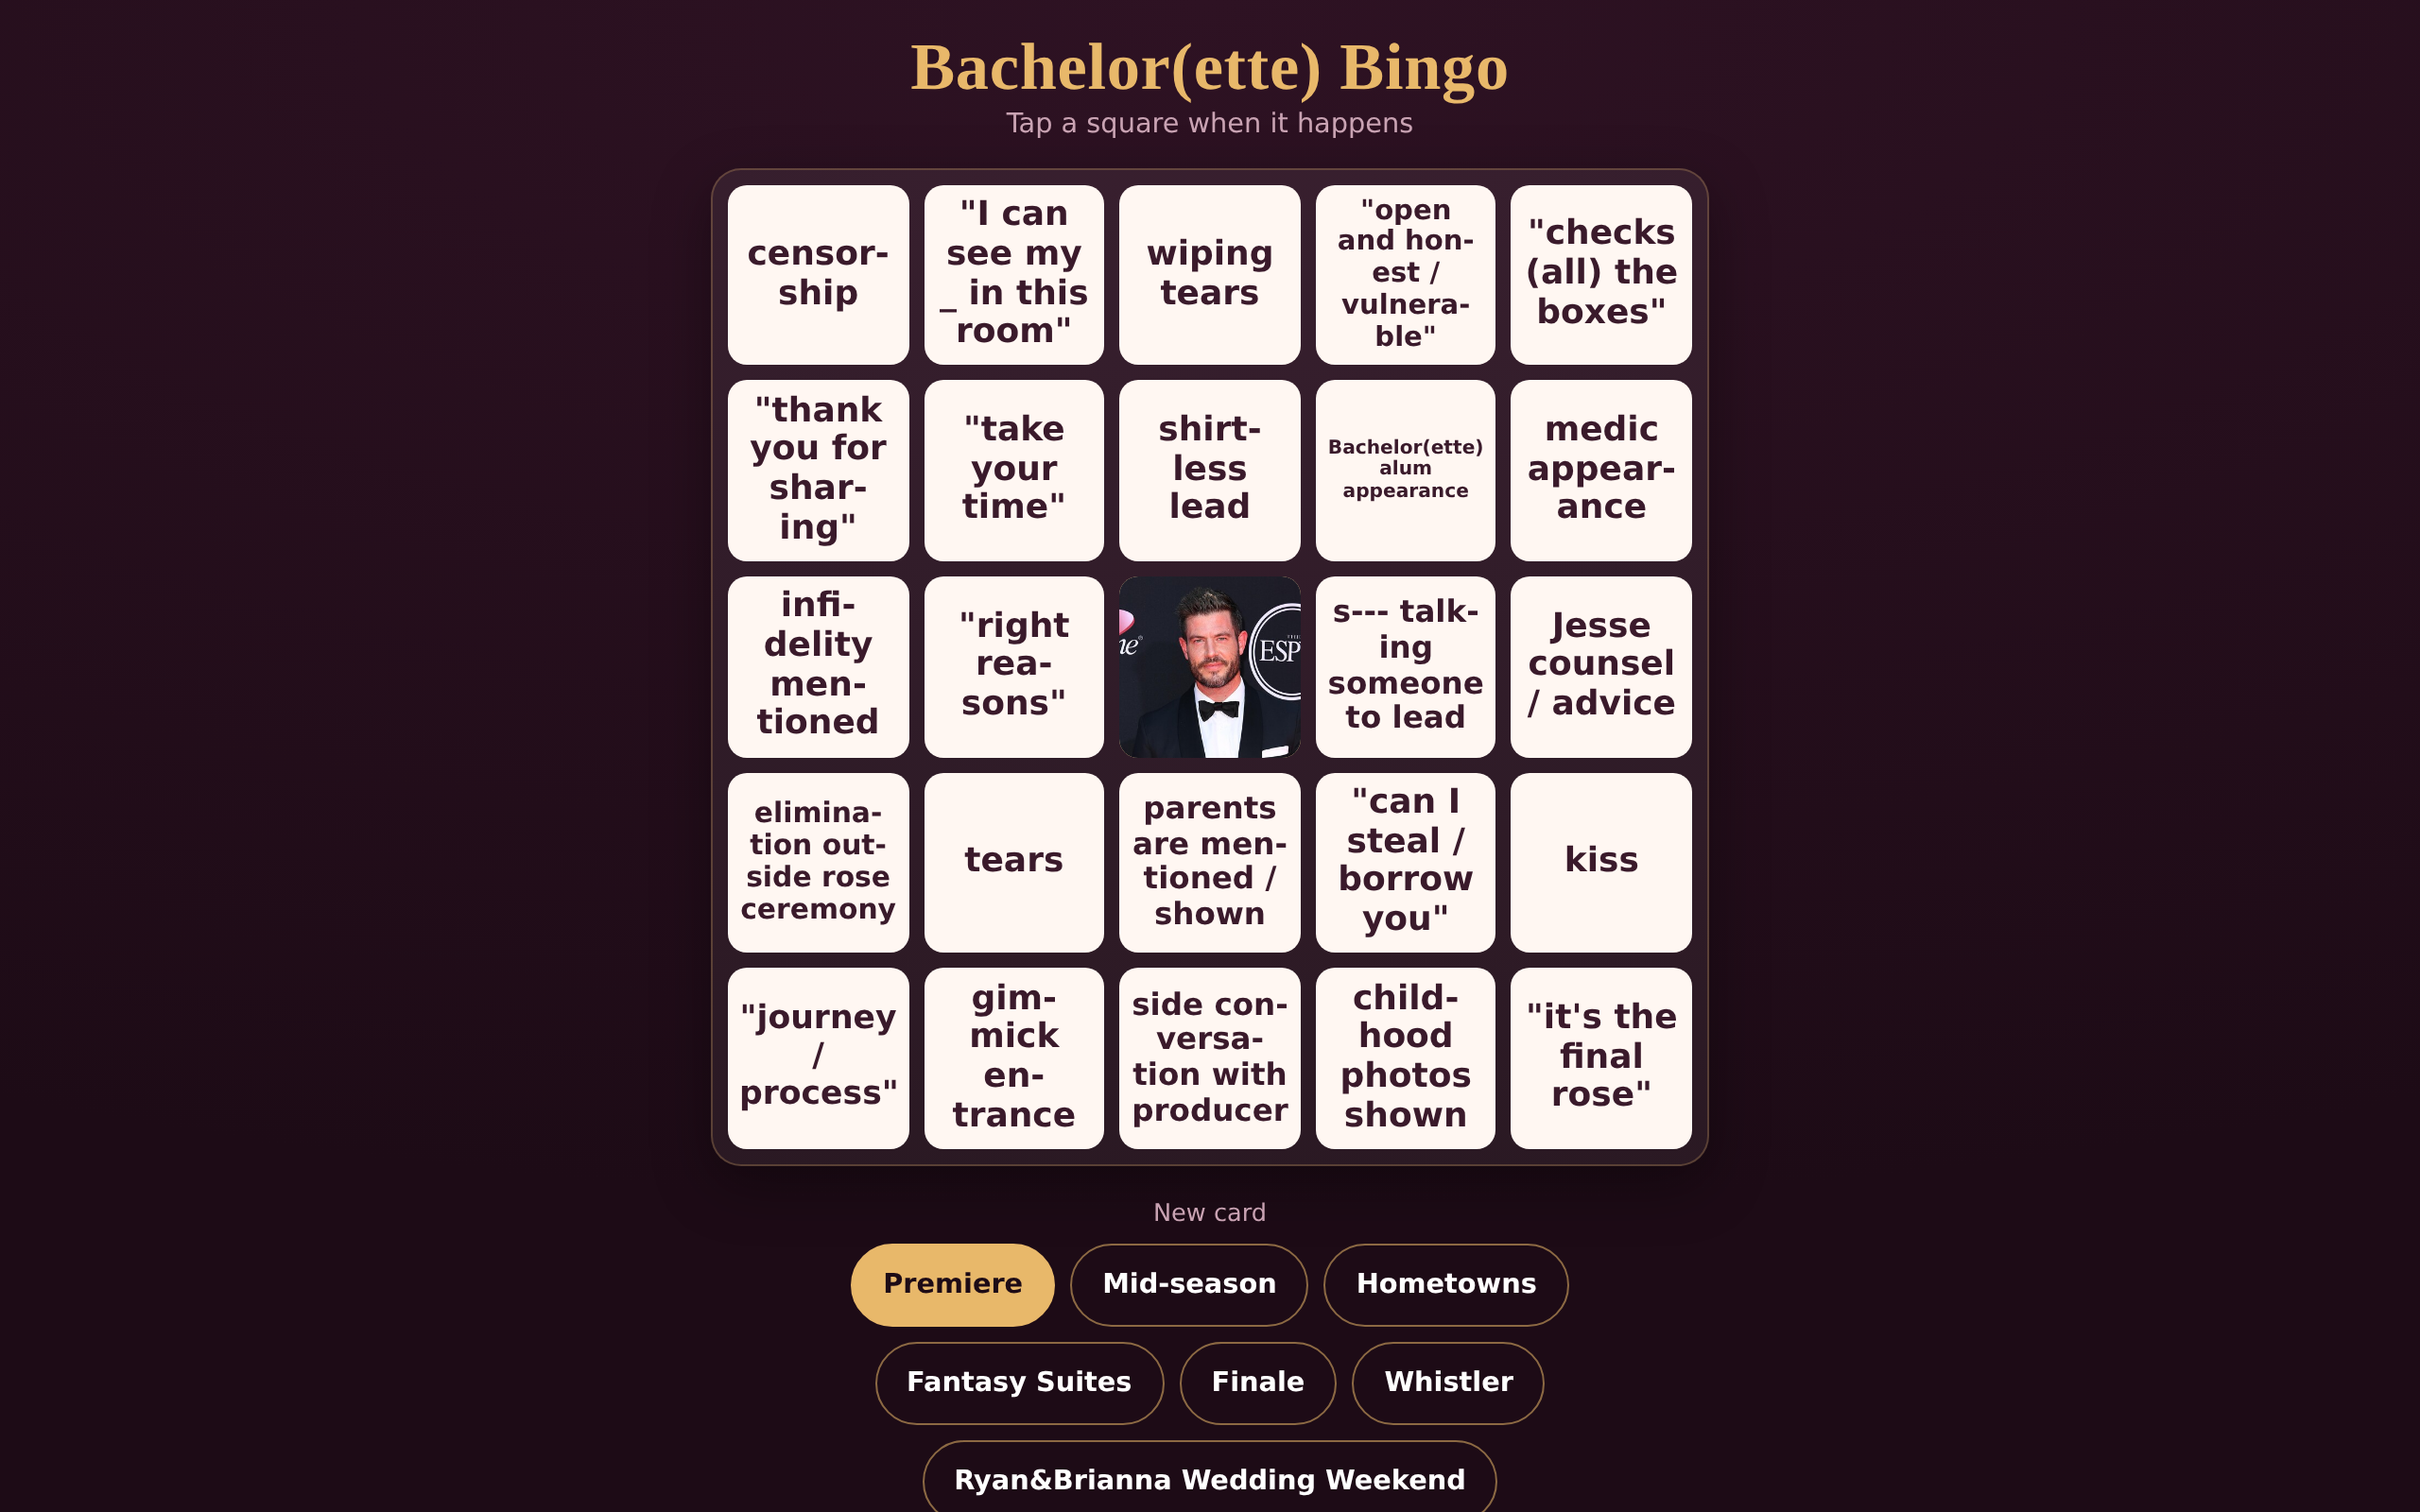 Bachelor(ette) Bingo
Tap a square when it happens
censor-
ship
"I can
see my
_ in this
room"
wiping
tears
"open
and hon-
est /
vulnera-
ble"
"checks
(all) the
boxes"
"thank
you for
shar-
ing"
"take
your
time"
shirt-
less
lead
Bachelor(ette)
alum
appearance
medic
appear-
ance
infi-
delity
men-
tioned
"right
rea-
sons"
THE
ESP
s--- talk-
ing
someone
to lead
Jesse
counsel
/ advice
elimina-
tion out-
side rose
ceremony
tears
parents
are men-
tioned /
shown
"can I
steal /
borrow
you"
kiss
"journey
/
process"
gim-
mick
en-
trance
side con-
versa-
tion with
producer
child-
hood
photos
shown
"it's the
final
rose"
New card
Premiere
Mid-season
Hometowns
Fantasy Suites
Finale
Whistler
Ryan&Brianna Wedding Weekend